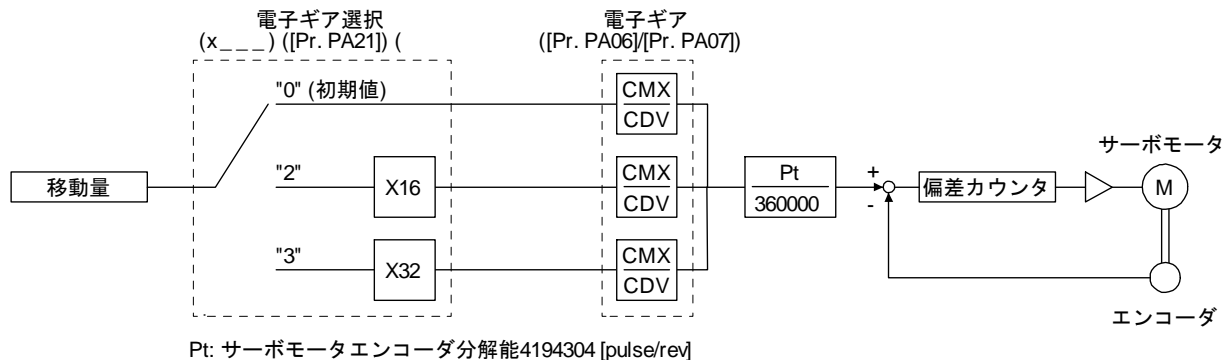 電子ギア選択
(x_ _ _) ([Pr. PA21]) (
電子ギア
([Pr. PA06]/[Pr. PA07])
"0" (初期値)
CMX
CDV
サーボモータ
移動量
"2"
X16
CMX
CDV
Pt
360000
+
-
偏差カウンタ
M
"3"
X32
CMX
CDV
エンコーダ
Pt: サーボモータエンコーダ分解能4194304 [pulse/rev]